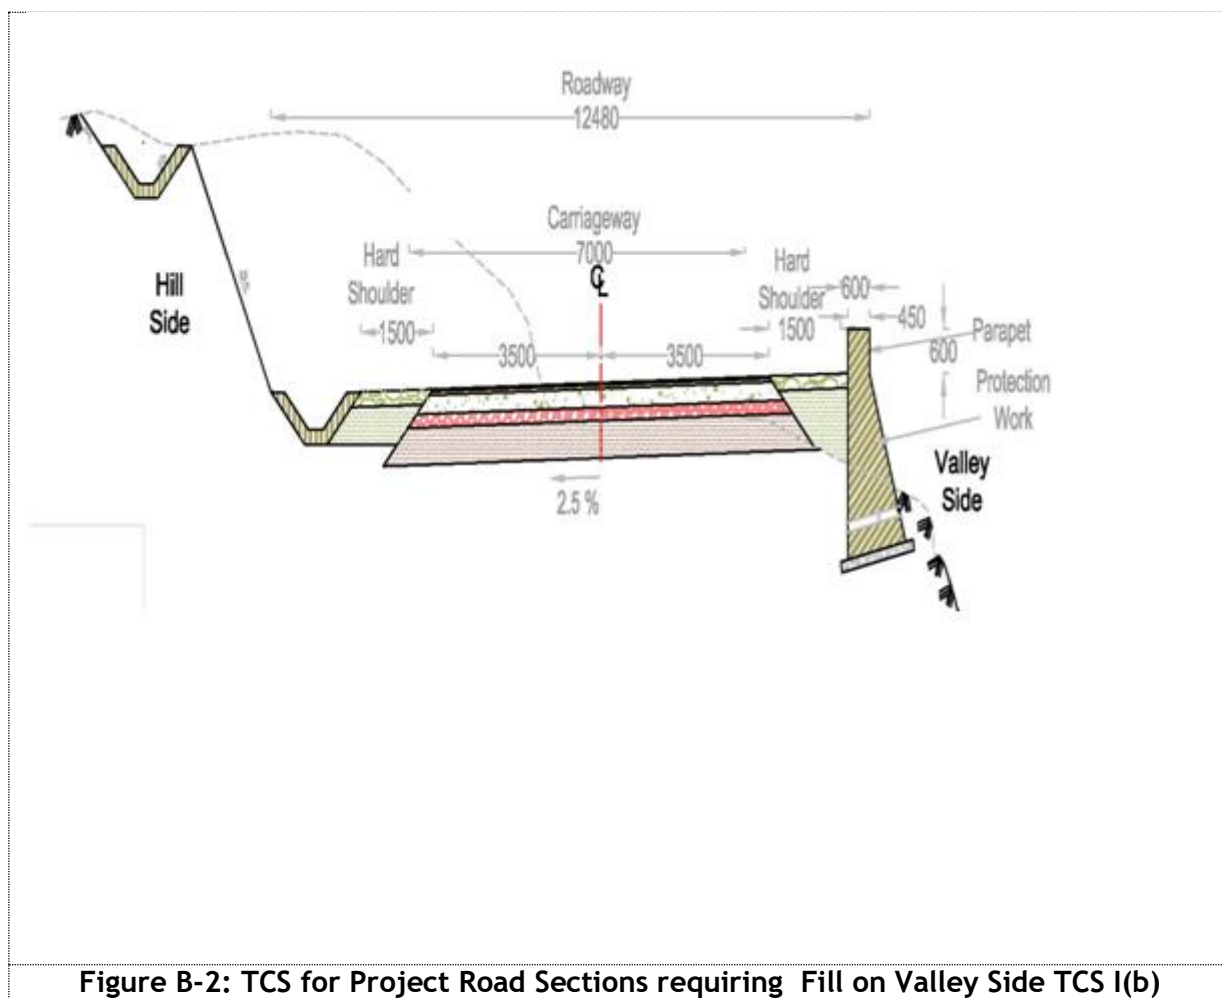 Roadway
12480
Carriageway
7000
Hard
Shoulder
1500
Hard
Shoulder
1500
600
450
600
Parapet
Protection
Work
3500
3500
CL
Hill
Side
Valley
Side
2.5 %
Figure B-2: TCS for Project Road Sections requiring Fill on Valley Side TCS I(b)